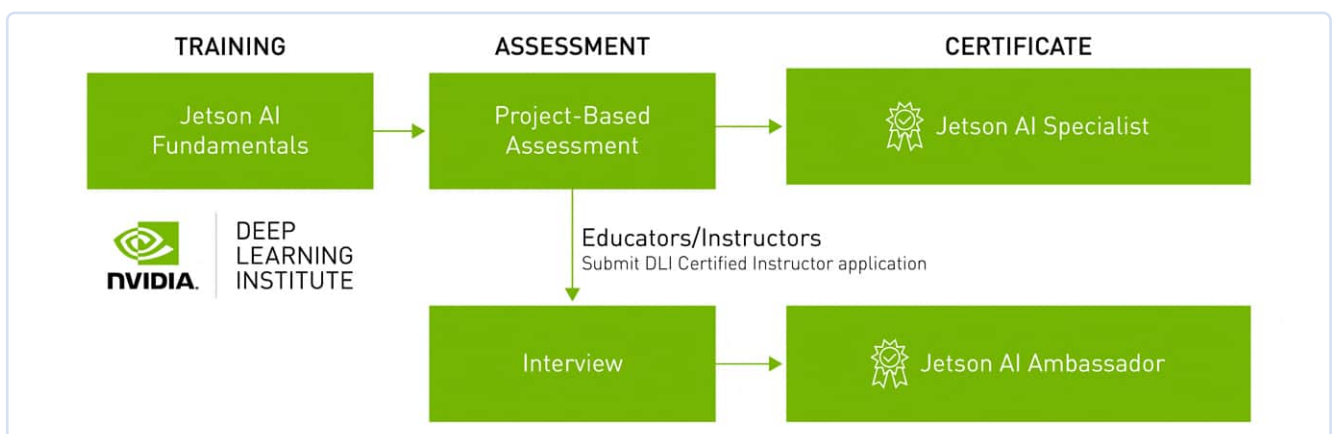 TRAINING
ASSESSMENT
CERTIFICATE
Jetson AI
Fundamentals
Project-Based
Assessment
Jetson AI Specialist
NVIDIA.
DEEP
LEARNING
INSTITUTE
Educators/Instructors
Submit DLI Certified Instructor application
Interview
Jetson AI Ambassador